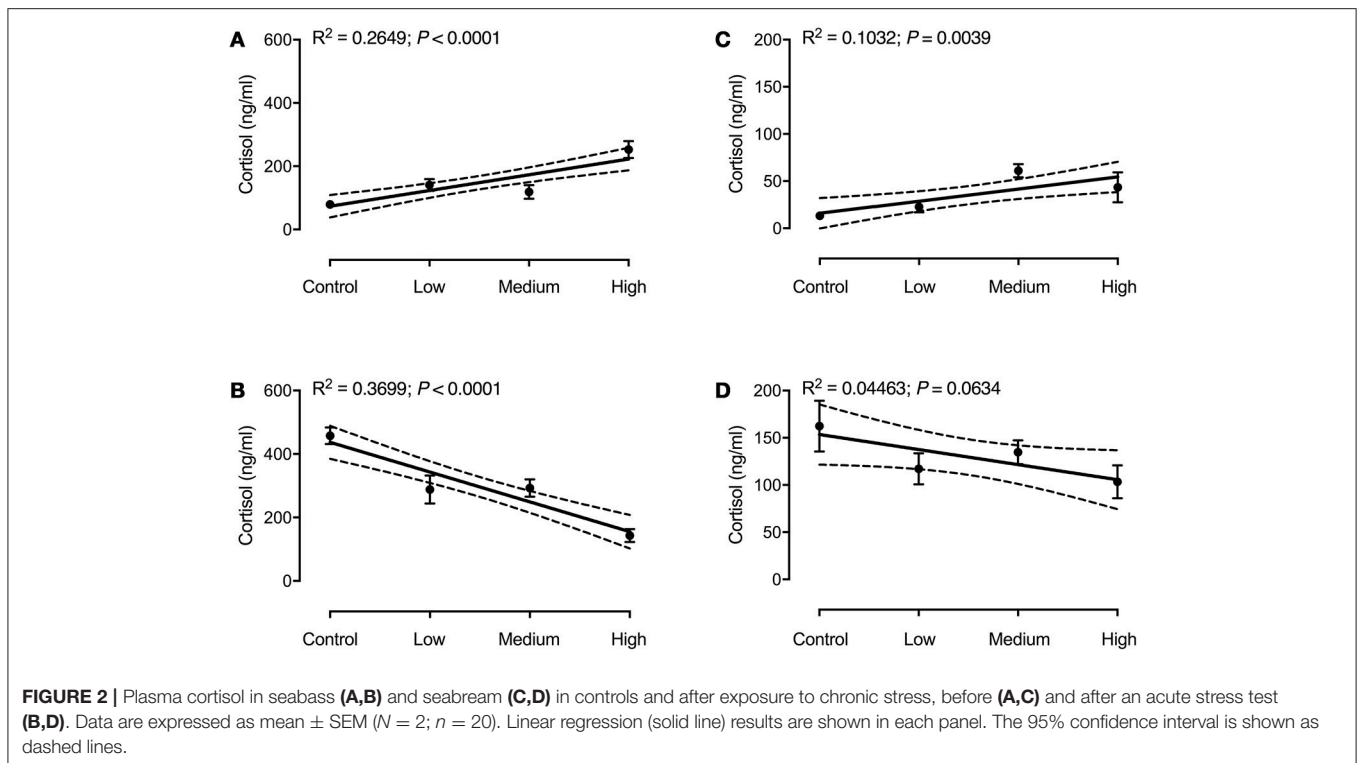 A
R² = 0.2649; P < 0.0001
600
400
200
0
Cortisol (ng/ml)
Control Low Medium High
C
R² = 0.1032; P = 0.0039
200
150
100
50
0
Cortisol (ng/ml)
Control Low Medium High
B
R² = 0.3699; P < 0.0001
600
400
200
0
Cortisol (ng/ml)
Control Low Medium High
D
R² = 0.04463; P = 0.0634
200
150
100
50
0
Cortisol (ng/ml)
Control Low Medium High
FIGURE 2 | Plasma cortisol in seabass (A,B) and seabream (C,D) in controls and after exposure to chronic stress, before (A,C) and after an acute stress test
(B,D). Data are expressed as mean ± SEM (N = 2; n = 20). Linear regression (solid line) results are shown in each panel. The 95% confidence interval is shown as
dashed lines.